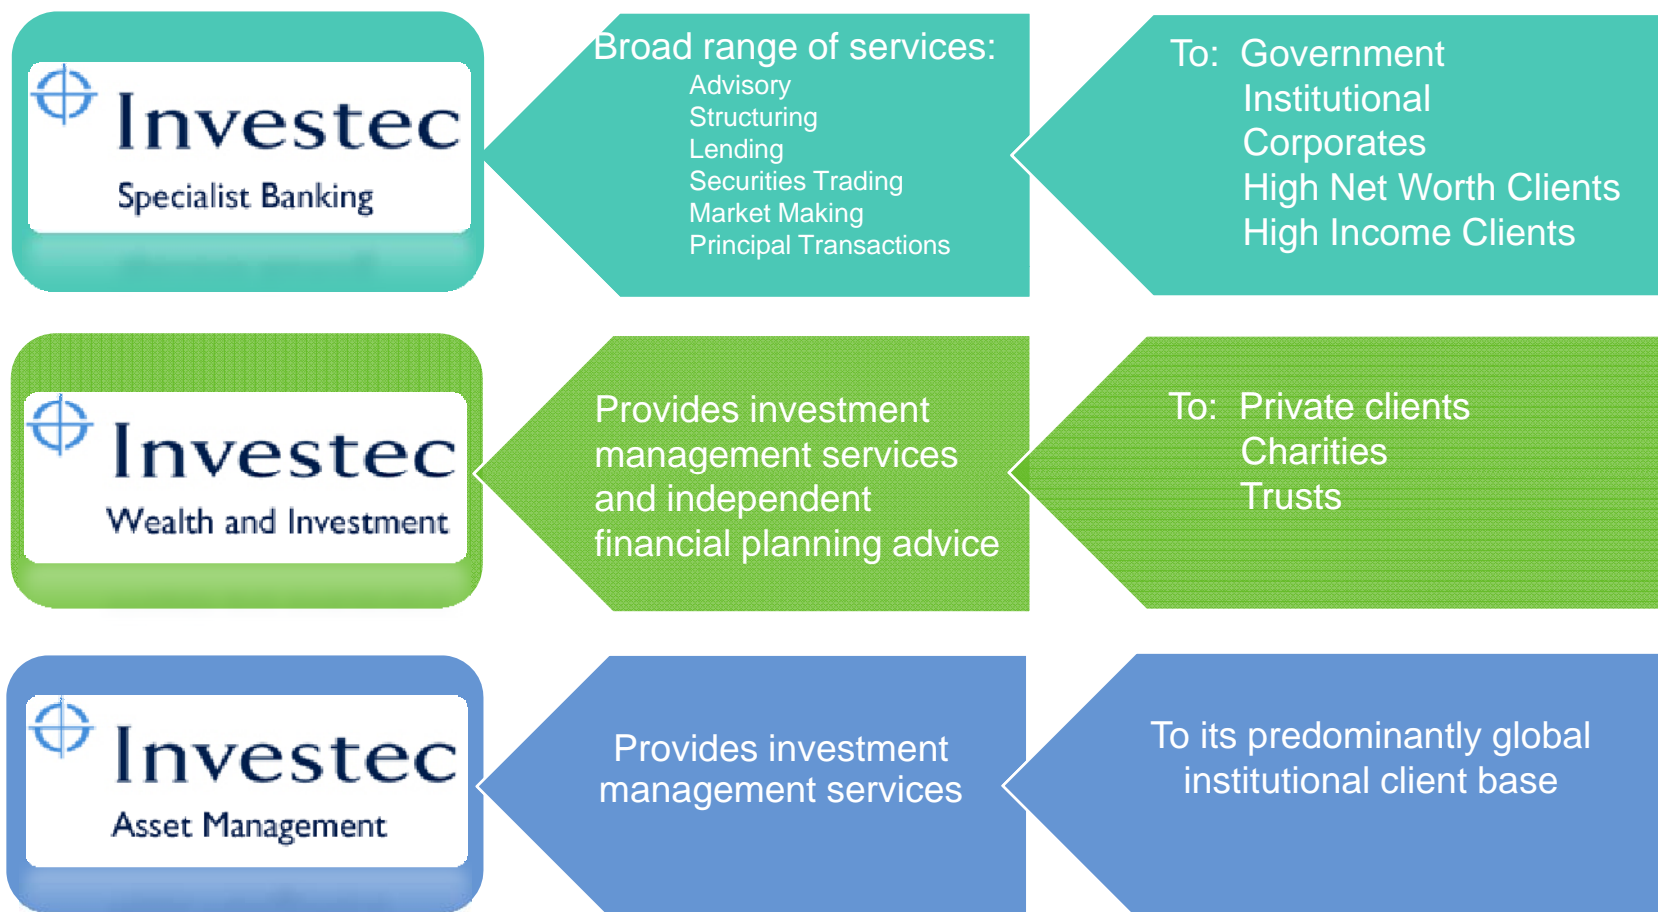 Investec
Specialist Banking
Broad range of services:
Advisory
Structuring
Lending
Securities Trading
Market Making
Principal Transactions
To: Government
Institutional
Corporates
High Net Worth Clients
High Income Clients
Investec
Wealth and Investment
Provides investment
management services
and independent
financial planning advice
To: Private clients
Charities
Trusts
Investec
Asset Management
Provides investment
management services
To its predominantly global
institutional client base